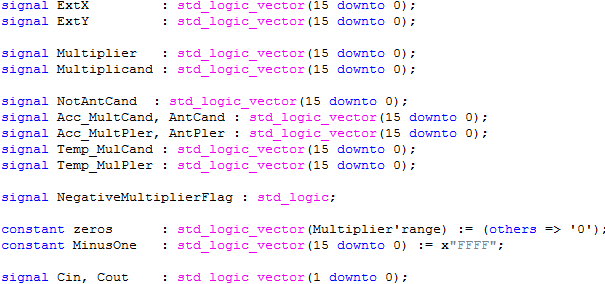 signal ExtX : std_logic_vector(15 downto 0);
signal ExtY : std_logic_vector(15 downto 0);
signal Multiplier : std_logic_vector(15 downto 0);
signal Multiplicand : std_logic_vector(15 downto 0);
signal NotAntCand : std_logic_vector(15 downto 0);
signal Acc_MultCand, AntCand : std_logic_vector(15 downto 0);
signal Acc_MultPler, AntPler : std_logic_vector(15 downto 0);
signal Temp_MulCand : std_logic_vector(15 downto 0);
signal Temp_MulPler : std_logic_vector(15 downto 0);
signal NegativeMultiplierFlag : std_logic;
constant zeros : std_logic_vector(Multiplier'range) := (others => '0');
constant MinusOne : std_logic_vector(15 downto 0) := x"FFFF";
signal Cin, Cout : std_logic_vector(1 downto 0);